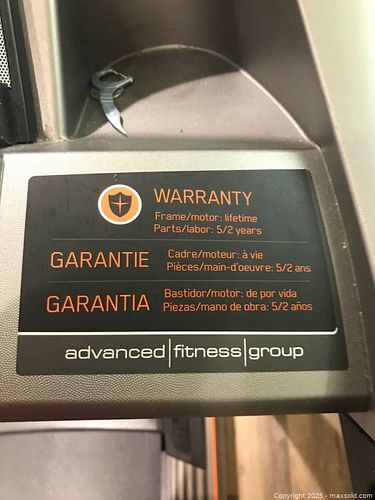 WARRANTY
Frame/motor: lifetime
Parts/labor: 5/2 years
GARANTIE
Cadre/moteur: à vie
Pièces/main-d'oeuvre: 5/2 ans
GARANTIA
Bastidor/motor: de por vida
Piezas/mano de obra: 5/2 años
advanced|fitness|group
Copyright 2025 - maxsold.com